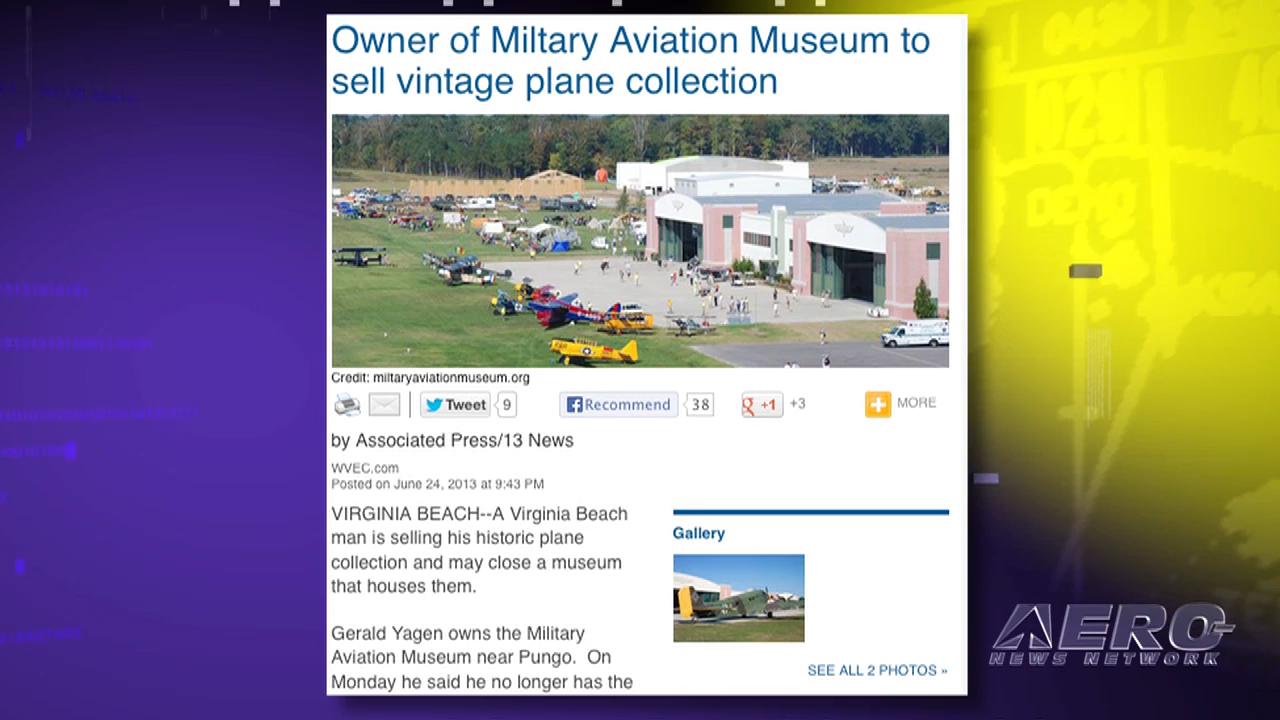 Owner of Miltary Aviation Museum to
sell vintage plane collection
Credit: miltaryaviationmuseum.org
Tweet
9
Recommend
38
g +1
+3
MORE
by Associated Press/13 News
WVEC.com
Posted on June 24, 2013 at 9:43 PM
VIRGINIA BEACH--A Virginia Beach
man is selling his historic plane
collection and may close a museum
that houses them.
Gerald Yagen owns the Military
Aviation Museum near Pungo. On
Monday he said he no longer has the
Gallery
SEE ALL 2 PHOTOS »
AERO-
NEWS NETWORK